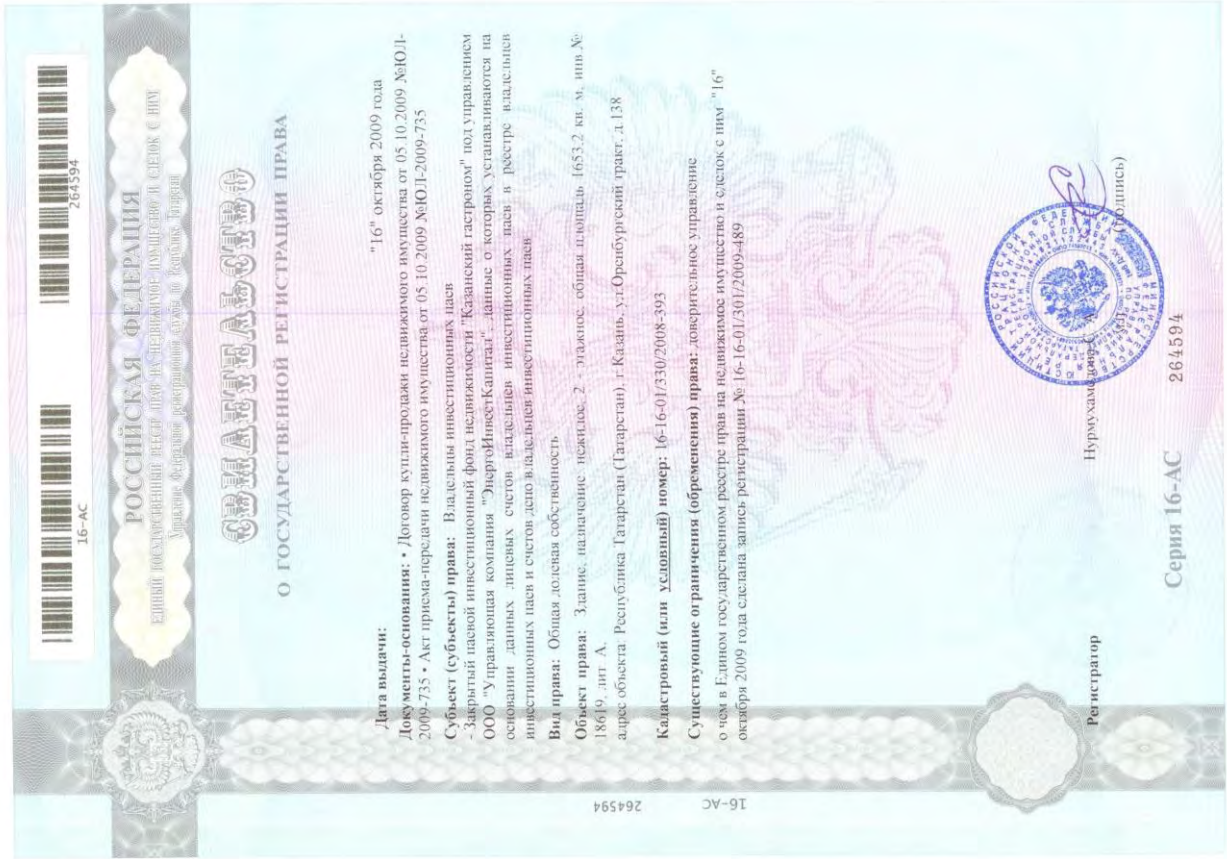 16-АС 264594
РОССИЙСКАЯ ФЕДЕРАЦИЯ
ЕДИНЫЙ ГОСУДАРСТВЕННЫЙ РЕЕСТР ПРАВ НА НЕДВИЖИМОЕ ИМУЩЕСТВО И СДЕЛОК С НИМ
Управление Федеральной регистрационной службы по Республике Татарстан
СВИДЕТЕЛЬСТВО
О ГОСУДАРСТВЕННОЙ РЕГИСТРАЦИИ ПРАВА
Дата выдачи: "16" октября 2009 года
Документы-основания: • Договор купли-продажи недвижимого имущества от 05.10.2009 №ЮЛ-
2009-735 • Акт приема-передачи недвижимого имущества от 05.10.2009 №ЮЛ-2009-735
Субъект (субъекты) права: Владельцы инвестиционных паев
- Закрытый паевой инвестиционный фонд недвижимости "Казанский гастроном" под управлением
ООО "Управляющая компания "ЭнергоИнвестКапитал", данные о которых устанавливаются на
основании данных лицевых счетов владельцев инвестиционных паев в реестре владельцев
инвестиционных паев и счетов депо владельцев инвестиционных паев
Вид права: Общая долевая собственность
Объект права: Здание, назначение нежилое, 2 - этажное, общая площадь 1653,2 кв. м, инв №
18619, лит А,
адрес объекта: Республика Татарстан (Татарстан), г.Казань, ул.Оренбургский тракт, д.138
Кадастровый (или условный) номер: 16-16-01/330/2008-393
Существующие ограничения (обременения) права: доверительное управление
о чем в Едином государственном реестре прав на недвижимое имущество и сделок с ним "16"
октября 2009 года сделана запись регистрации № 16-16-01/301/2009-489
Регистратор
(подпись)
Серия 16-АС 264594
16-АС 264594